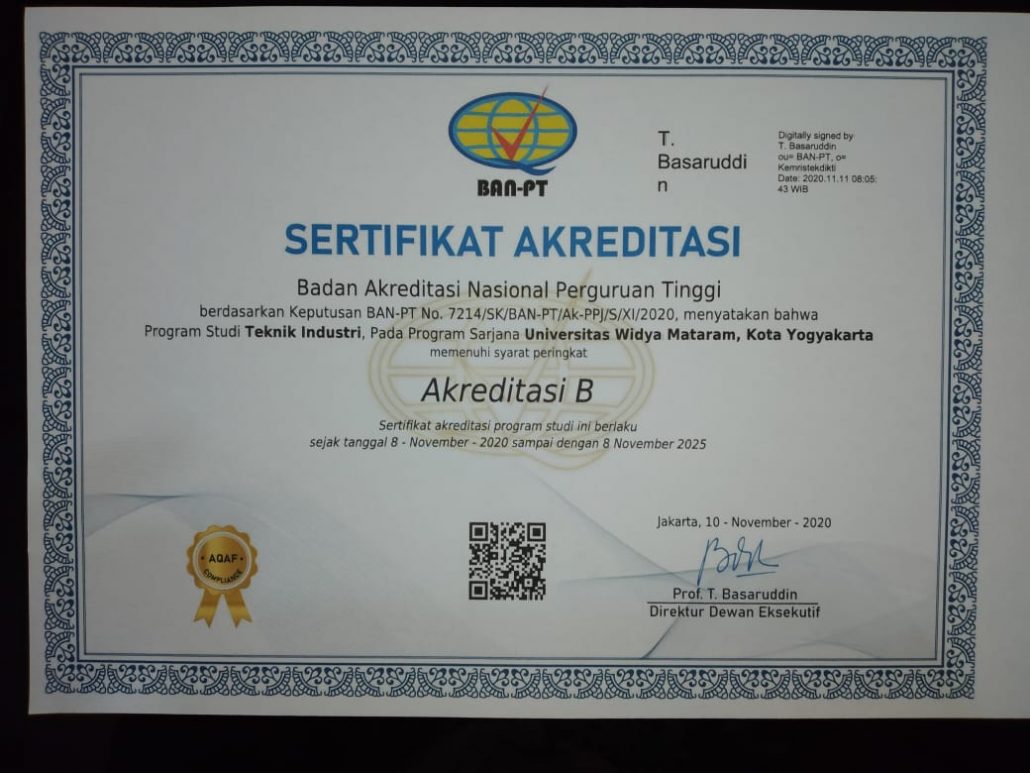 BAN-PT
T.
Basaruddi
n
Digitally signed by
T. Basaruddin
ou= BAN-PT, o=
Kemristekdikti
Date: 2020.11.11 08:05:
43 WIB
SERTIFIKAT AKREDITASI
Badan Akreditasi Nasional Perguruan Tinggi
berdasarkan Keputusan BAN-PT No. 7214/SK/BAN-PT/Ak-PPJ/S/XI/2020, menyatakan bahwa
Program Studi Teknik Industri, Pada Program Sarjana Universitas Widya Mataram, Kota Yogyakarta
memenuhi syarat peringkat
Akreditasi B
Sertifikat akreditasi program studi ini berlaku
sejak tanggal 8 - November - 2020 sampai dengan 8 November 2025
Jakarta, 10 - November - 2020
Prof. T. Basaruddin
Direktur Dewan Eksekutif
AQAF
COMPLIANCE